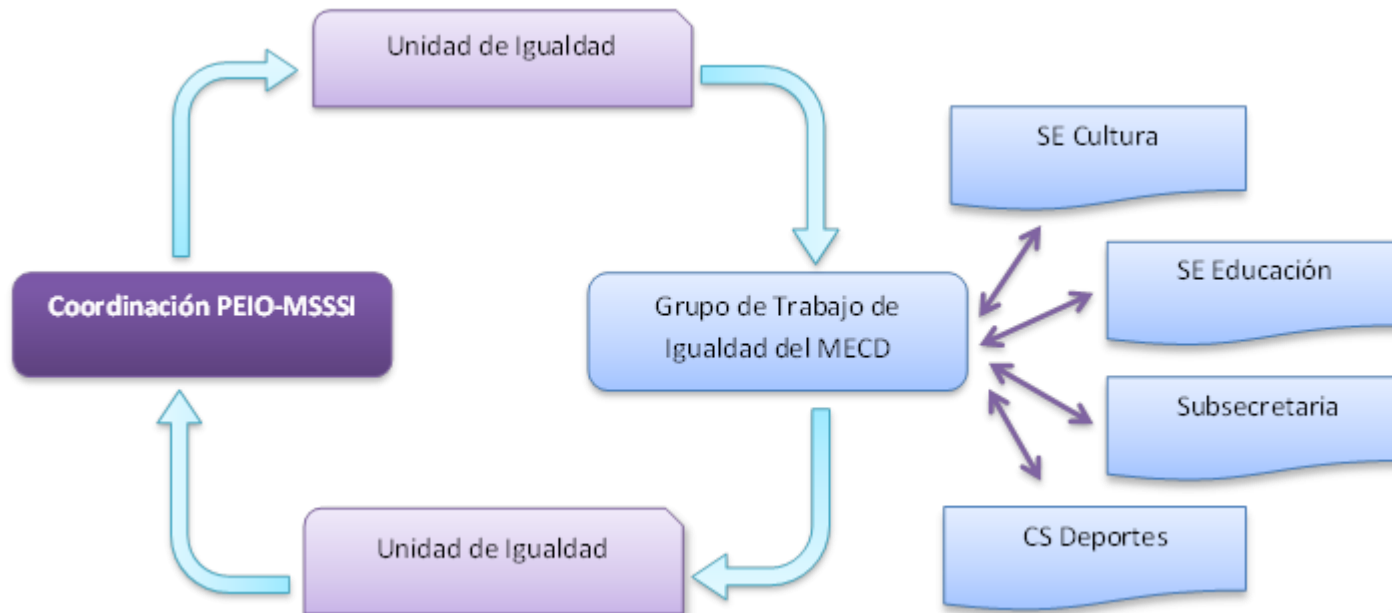 Unidad de Igualdad
SE Cultura
SE Educación
Coordinación PEIO-MSSSI
Grupo de Trabajo de
Igualdad del MECD
Subsecretaria
CS Deportes
Unidad de Igualdad